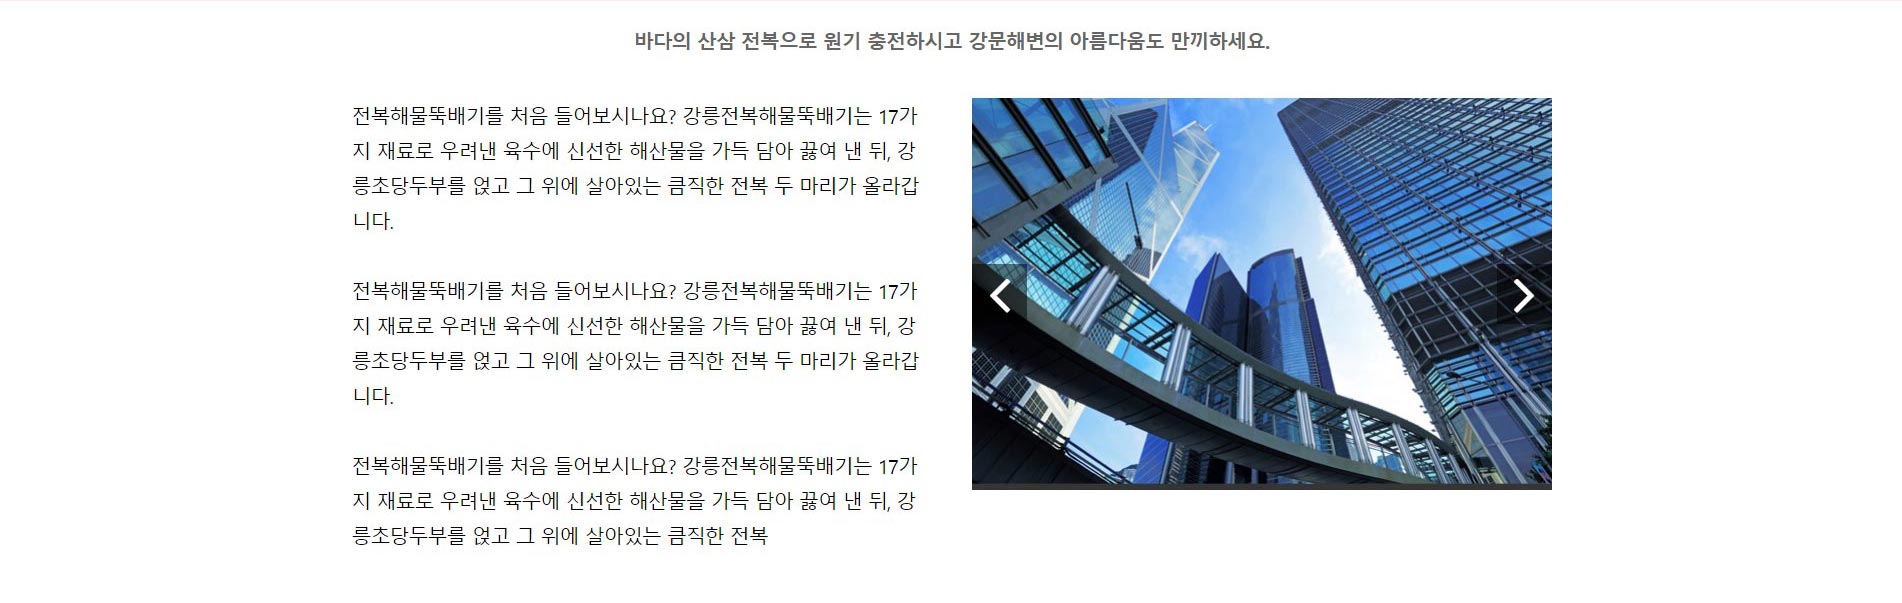 바다의 산삼 전복으로 원기 충전하시고 강문해변의 아름다움도 만끽하세요.
전복해물뚝배기를 처음 들어보시나요? 강릉전복해물뚝배기는 17가
지 재료로 우려낸 육수에 신선한 해산물을 가득 담아 끓여 낸 뒤, 강
릉초당두부를 얹고 그 위에 살아있는 큼직한 전복 두 마리가 올라갑
니다.
전복해물뚝배기를 처음 들어보시나요? 강릉전복해물뚝배기는 17가
지 재료로 우려낸 육수에 신선한 해산물을 가득 담아 끓여 낸 뒤, 강
릉초당두부를 얹고 그 위에 살아있는 큼직한 전복 두 마리가 올라갑
니다.
전복해물뚝배기를 처음 들어보시나요? 강릉전복해물뚝배기는 17가
지 재료로 우려낸 육수에 신선한 해산물을 가득 담아 끓여 낸 뒤, 강
릉초당두부를 얹고 그 위에 살아있는 큼직한 전복